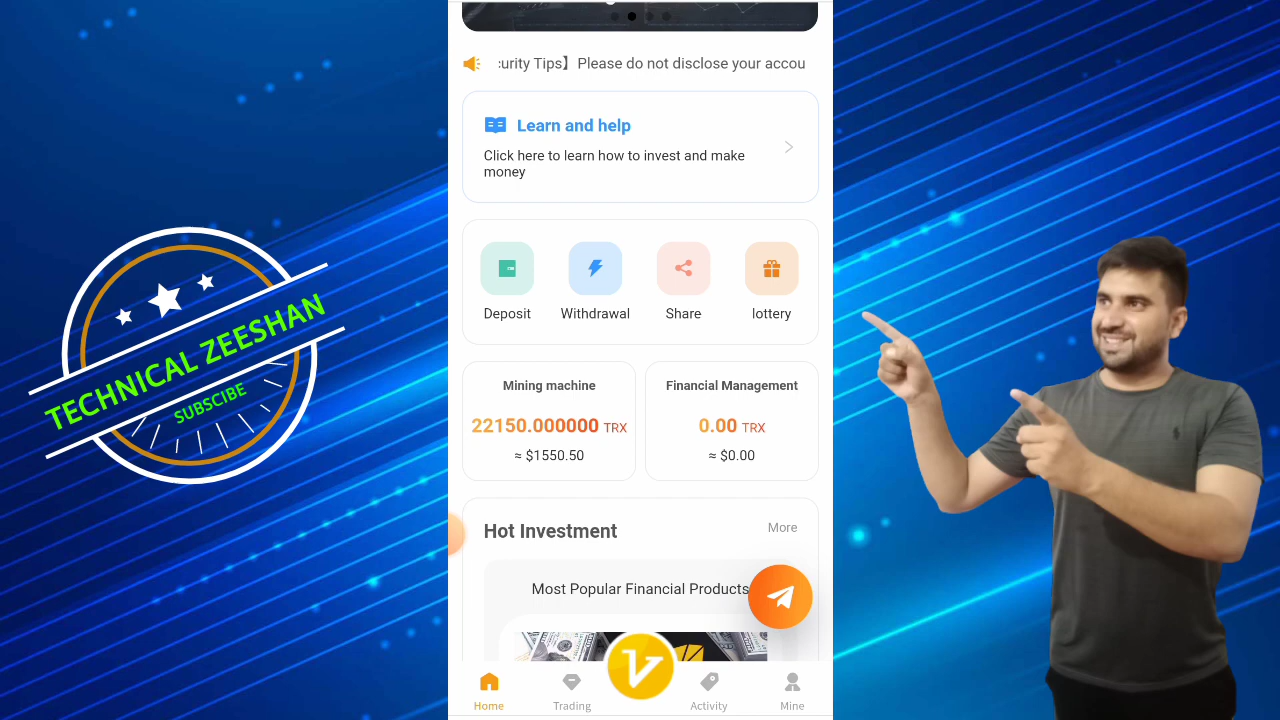 TECHNICAL ZEESHAN
SUBSCIBE
curity Tips】Please do not disclose your accou
Learn and help
Click here to learn how to invest and make
money
Deposit
Withdrawal
Share
lottery
Mining machine
22150.000000 TRX
≈ $1550.50
Financial Management
0.00 TRX
≈ $0.00
Hot Investment
More
Most Popular Financial Products
Home
Trading
Activity
Mine